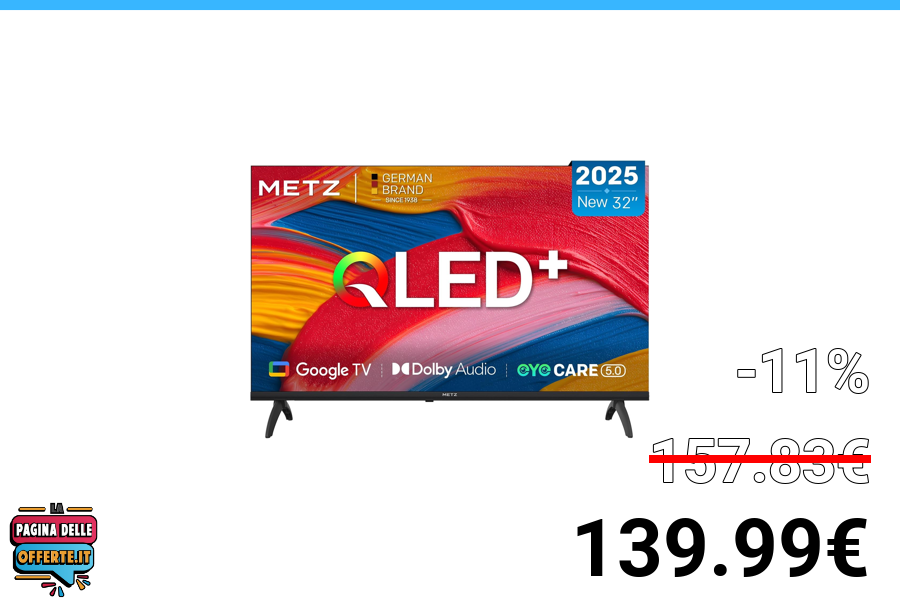 METZ
GERMAN
BRAND
SINCE 1938
2025
New 32"
QLED+
Google TV
Dolby Audio
eye CARE 5.0
METZ
-11%
157.83€
139.99€
LA
PAGINA DELLE
OFFERTE.IT